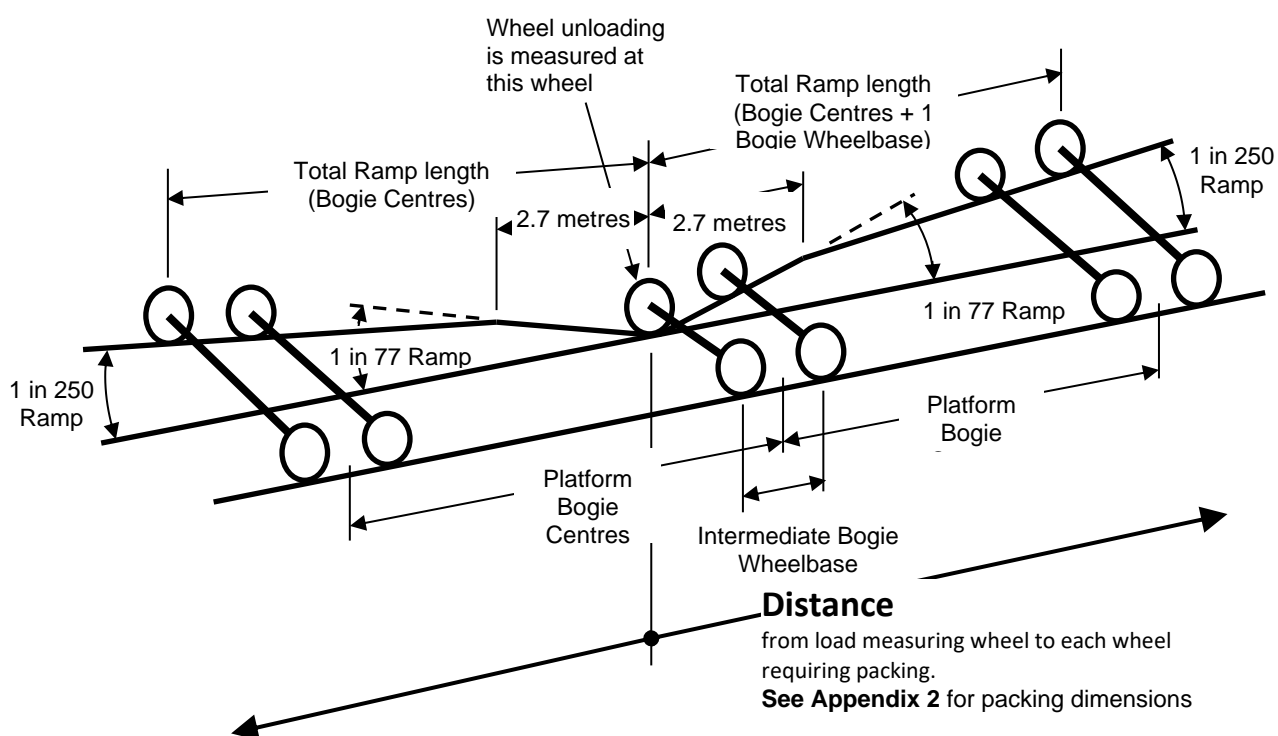 Wheel unloading
is measured at
this wheel
Total Ramp length
(Bogie Centres + 1
Bogie Wheelbase)
Total Ramp length
(Bogie Centres)
1 in 250
Ramp
2.7 metres
2.7 metres
1 in 77 Ramp
1 in 77 Ramp
1 in 250
Ramp
Platform
Bogie
Platform
Bogie
Centres
Intermediate Bogie
Wheelbase
Distance
from load measuring wheel to each wheel
requiring packing.
See Appendix 2 for packing dimensions